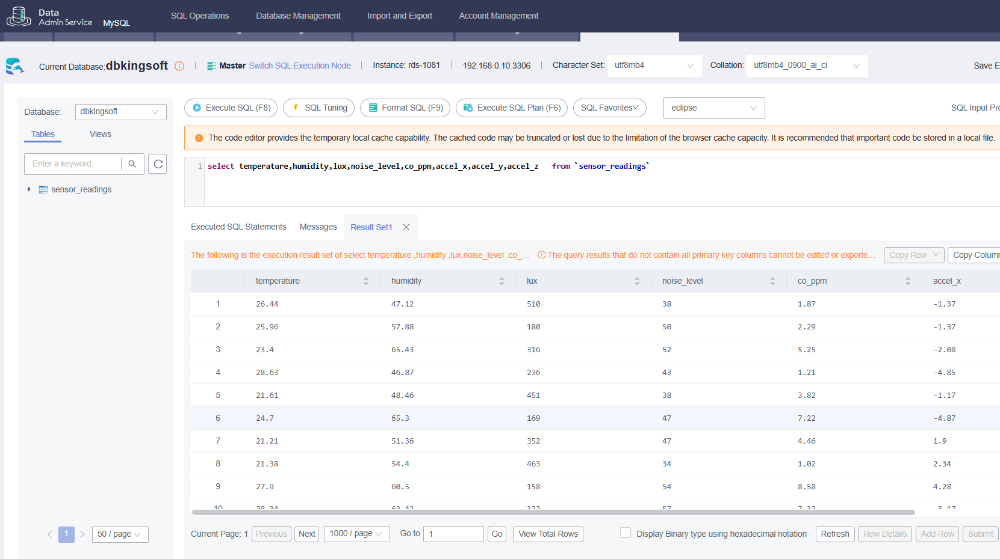 Data
Admin Service MySQL SQL Operations Database Management Import and Export Account Management
Current Database:dbkingsoft Master Switch SQL Execution Node Instance: rds-1081 192.168.0.10:3306 Character Set: utf8mb4 Collation: utf8mb4_0900_ai_ci Save E
Database: dbkingsoft
Tables Views
Enter a keyword.
sensor_readings
Execute SQL (F8) SQL Tuning Format SQL (F9) Execute SQL Plan (F6) SQL Favorites eclipse SQL Input Pro
The code editor provides the temporary local cache capability. The cached code may be truncated or lost due to the limitation of the browser cache capacity. It is recommended that important code be stored in a local file.
1 select temperature,humidity,lux,noise_level,co_ppm,accel_x,accel_y,accel_z from `sensor_readings`
Executed SQL Statements Messages Result Set1
The following is the execution result set of select temperature ,humidity ,lux,noise_level ,co_... The query results that do not contain all primary key columns cannot be edited or exporte... Copy Row Copy Column
temperature humidity lux noise_level co_ppm accel_x
1 26.44 47.12 510 38 1.87 -1.37
2 25.96 57.88 180 50 2.29 -1.37
3 23.4 65.43 316 52 5.25 -2.08
4 28.63 46.87 236 43 1.21 -4.85
5 21.61 48.46 451 38 3.82 -1.17
6 24.7 65.3 169 47 7.22 -4.87
7 21.21 51.36 352 47 4.46 1.9
8 21.38 54.4 463 34 1.02 2.34
9 27.9 60.5 158 54 8.58 4.28
10 28.34 62.42 322 57 7.32 -3.17
1 50 / page
Current Page: 1 Previous Next 1000 / page Go to 1 Go View Total Rows Display Binary type using hexadecimal notation Refresh Row Details Add Row Submit